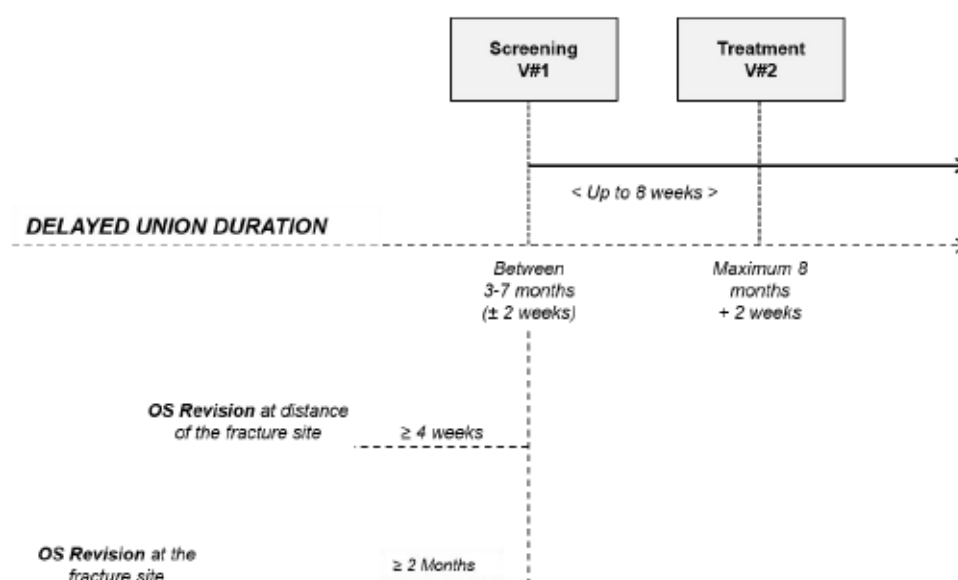 Screening
V#1
Treatment
V#2
< Up to 8 weeks >
DELAYED UNION DURATION
Between
3-7 months
(± 2 weeks)
Maximum 8
months
+ 2 weeks
OS Revision at distance
of the fracture site
≥ 4 weeks
OS Revision at the
fracture site
≥ 2 Months